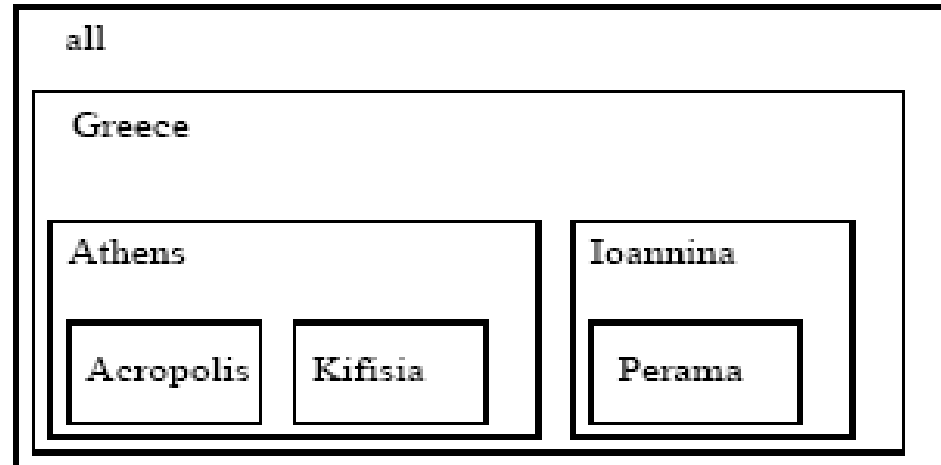 all
Greece
Athens
Ioannina
Acropolis
Kifisia
Perama